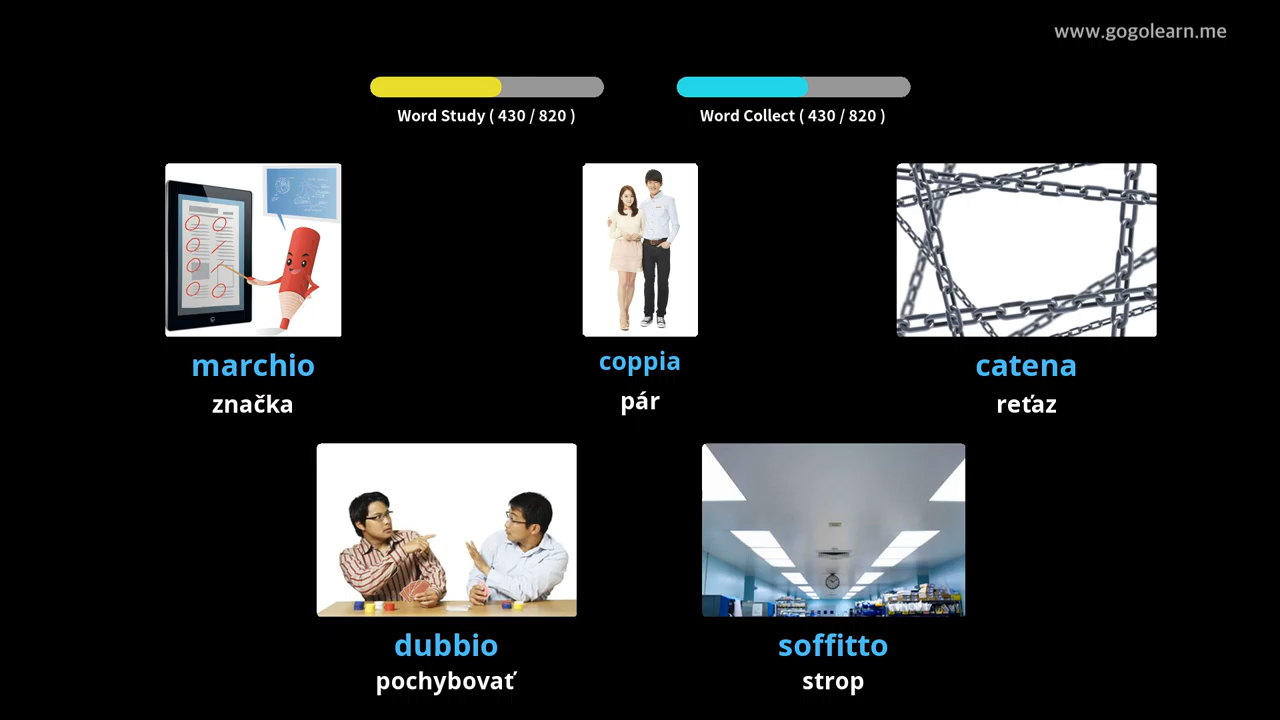 www.gogolearn.me
Word Study ( 430 / 820 )
Word Collect ( 430 / 820 )
marchio
značka
coppia
pár
catena
reťaz
dubbio
pochybovať
soffitto
strop